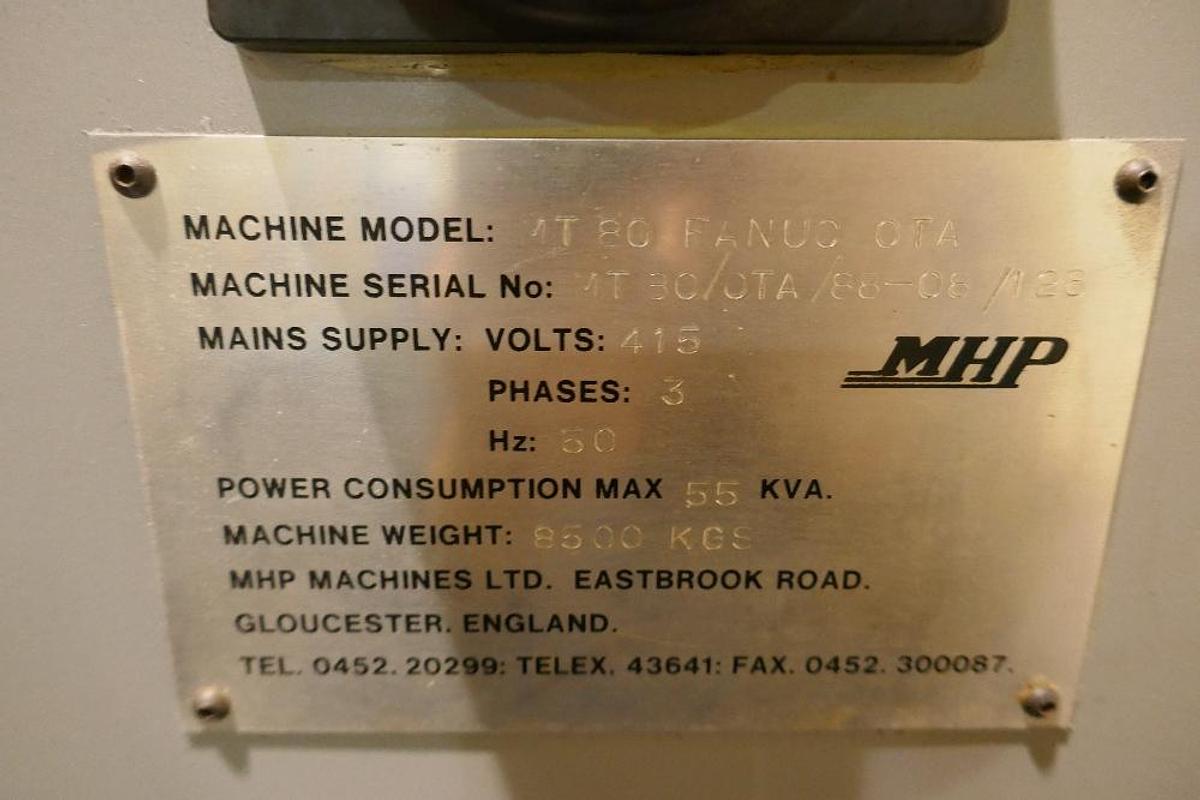 MACHINE MODEL: MT 80 FANUC OTA
MACHINE SERIAL No: MT 80/OTA/88-08
MAINS SUPPLY: VOLTS: 415
MHP
PHASES: 3
Hz: 50
POWER CONSUMPTION MAX 55 KVA.
MACHINE WEIGHT: 8500 KGS
MHP MACHINES LTD. EASTBROOK ROAD.
GLOUCESTER. ENGLAND.
TEL. 0452. 20299: TELEX. 43641: FAX. 0452. 300087.